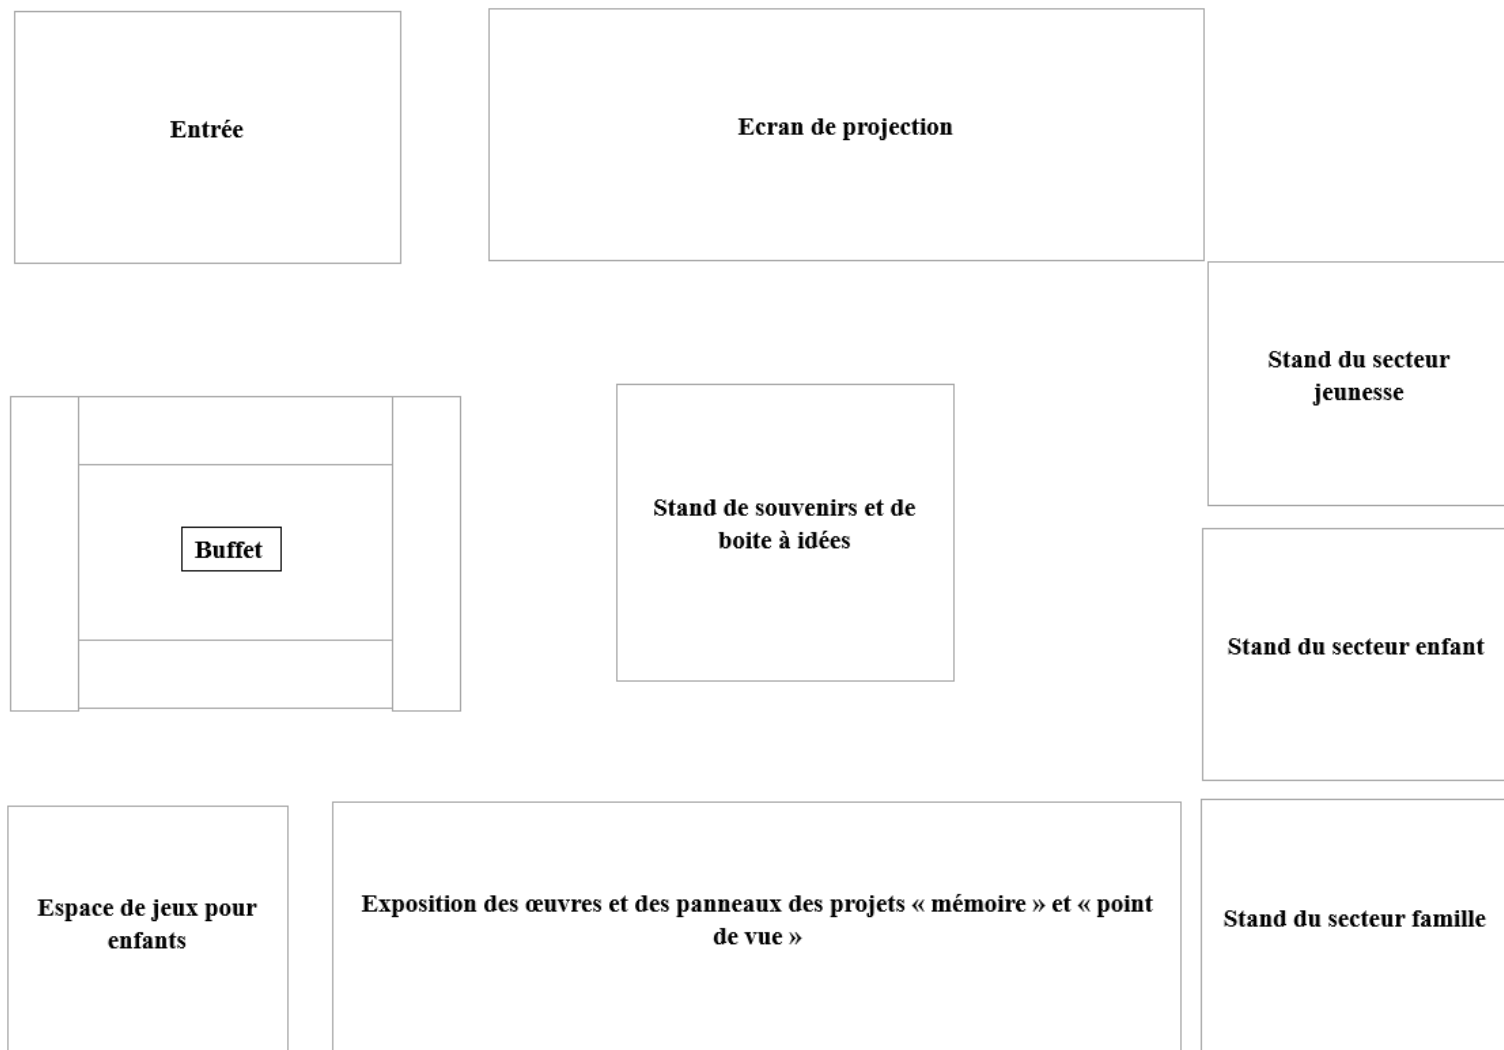 Entrée
Ecran de projection
Stand du secteur
jeunesse
Stand de souvenirs et de
boite à idées
Buffet
Stand du secteur enfant
Espace de jeux pour
enfants
Exposition des œuvres et des panneaux des projets « mémoire » et « point
de vue »
Stand du secteur famille